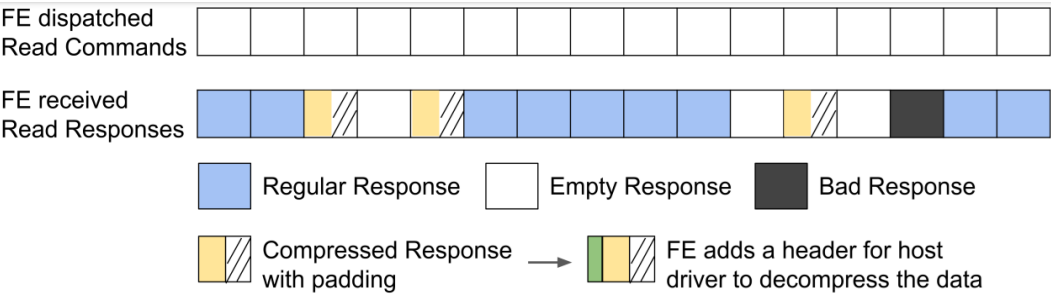 FE dispatched
Read Commands
FE received
Read Responses
Regular Response
Empty Response
Bad Response
Compressed Response
with padding
FE adds a header for host
driver to decompress the data